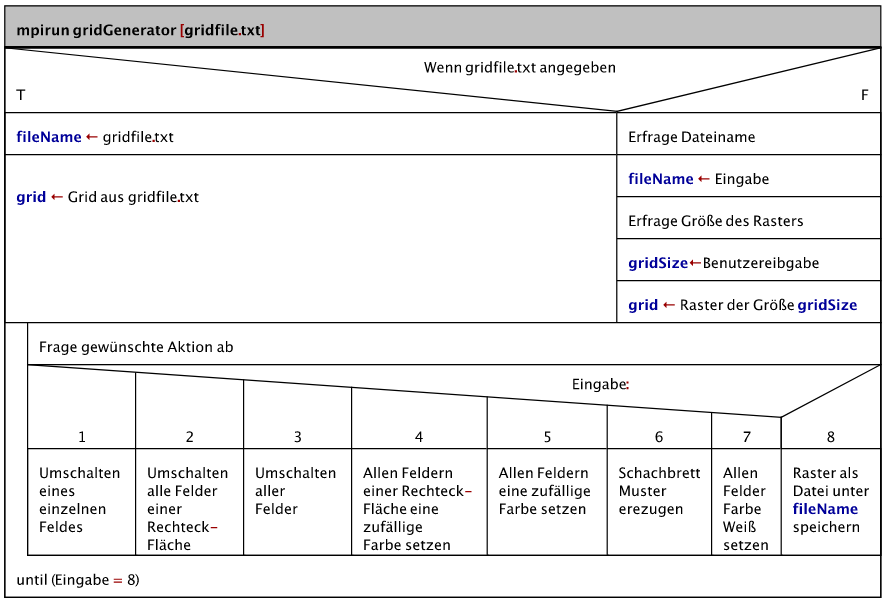 mpirun gridGenerator [gridfile.txt]
Wenn gridfile.txt angegeben
T
F
fileName ← gridfile.txt
grid ← Grid aus gridfile.txt
Erfrage Dateiname
fileName ← Eingabe
Erfrage Größe des Rasters
gridSize←Benutzereibgabe
grid ← Raster der Größe gridSize
Frage gewünschte Aktion ab
Eingabe:
1
Umschalten
eines
einzelnen
Feldes
2
Umschalten
alle Felder
einer
Rechteck-
Fläche
3
Umschalten
aller
Felder
4
Allen Feldern
einer Rechteck-
Fläche eine
zufällige
Farbe setzen
5
Allen Feldern
eine zufällige
Farbe setzen
6
Schachbrett
Muster
erezugen
7
Allen
Felder
Farbe
Weiß
setzen
8
Raster als
Datei unter
fileName
speichern
until (Eingabe = 8)